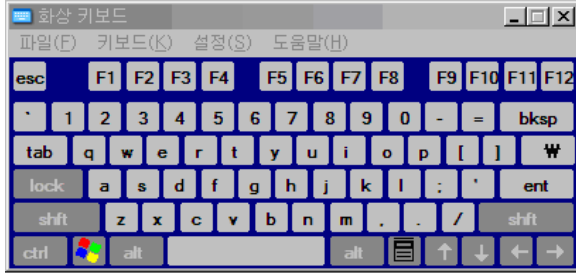 화상 키보드
파일(F) 키보드(K) 설정(S) 도움말(H)
esc F1 F2 F3 F4 F5 F6 F7 F8 F9 F10 F11 F12
` 1 2 3 4 5 6 7 8 9 0 - = bksp
tab q w e r t y u i o p [ ] ₩
lock a s d f g h j k l ; ' ent
shft z x c v b n m , . / shft
ctrl alt alt ↑ ↓ ← →